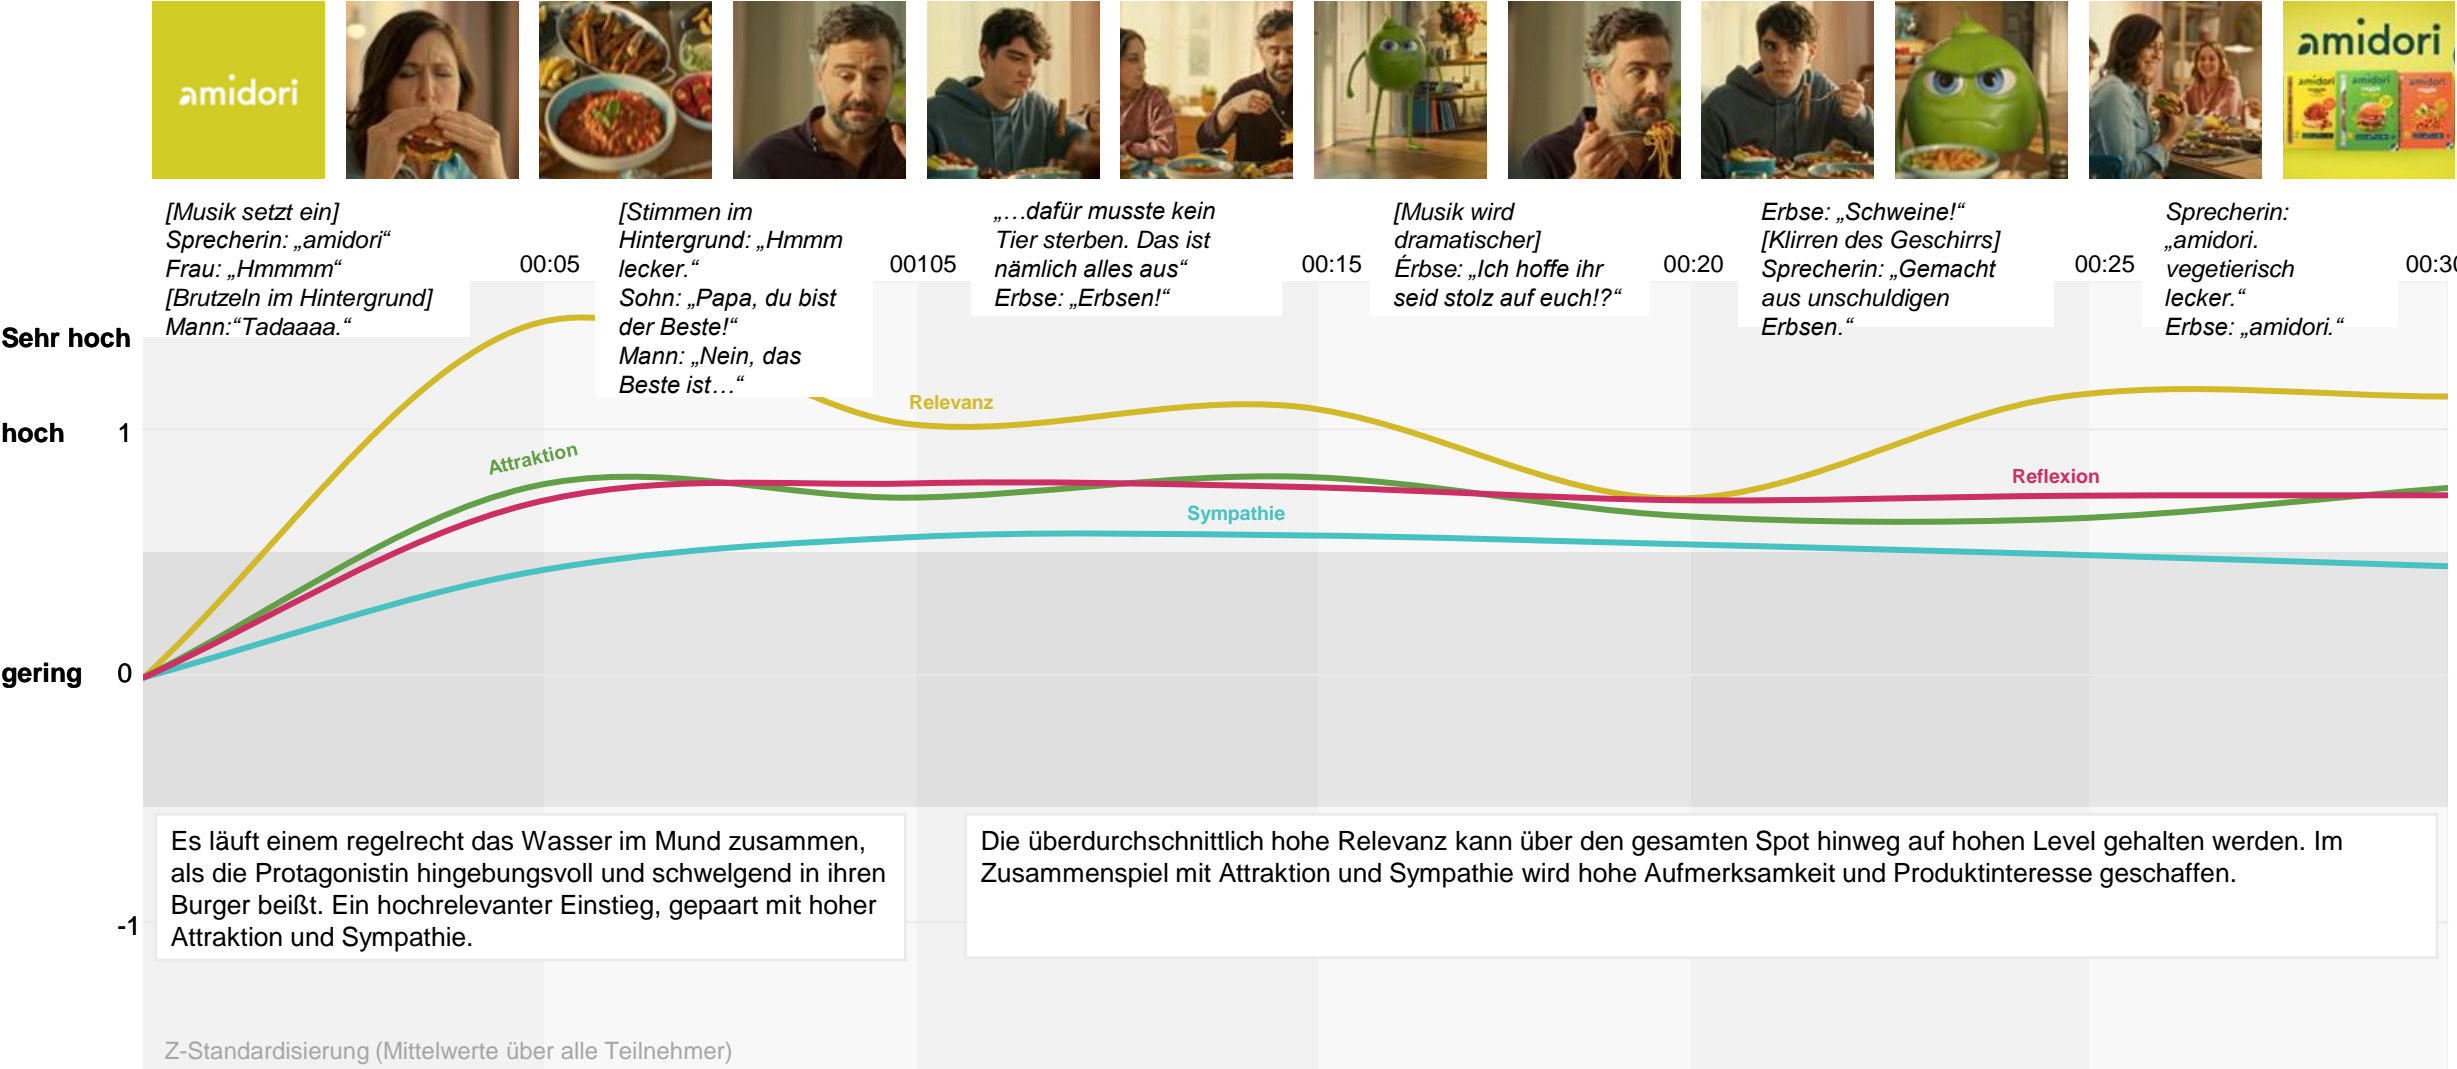 amidori
amidori
amidori
amidori
amidori
[Musik setzt ein]
Sprecherin: „amidori“
Frau: „Hmmmm“
[Brutzeln im Hintergrund]
Mann:“Tadaaaa.“
00:05
[Stimmen im
Hintergrund: „Hmmm
lecker.“
Sohn: „Papa, du bist
der Beste!“
Mann: „Nein, das
Beste ist…“
00105
„…dafür musste kein
Tier sterben. Das ist
nämlich alles aus“
Erbse: „Erbsen!“
00:15
[Musik wird
dramatischer]
Érbse: „Ich hoffe ihr
seid stolz auf euch!?“
00:20
Erbse: „Schweine!“
[Klirren des Geschirrs]
Sprecherin: „Gemacht
aus unschuldigen
Erbsen.“
00:25
Sprecherin:
„amidori.
vegetierisch
lecker.“
Erbse: „amidori.“
00:30
Sehr hoch
hoch 1
gering 0
-1
Relevanz
Attraktion
Reflexion
Sympathie
Es läuft einem regelrecht das Wasser im Mund zusammen,
als die Protagonistin hingebungsvoll und schwelgend in ihren
Burger beißt. Ein hochrelevanter Einstieg, gepaart mit hoher
Attraktion und Sympathie.
Die überdurchschnittlich hohe Relevanz kann über den gesamten Spot hinweg auf hohen Level gehalten werden. Im
Zusammenspiel mit Attraktion und Sympathie wird hohe Aufmerksamkeit und Produktinteresse geschaffen.
Z-Standardisierung (Mittelwerte über alle Teilnehmer)